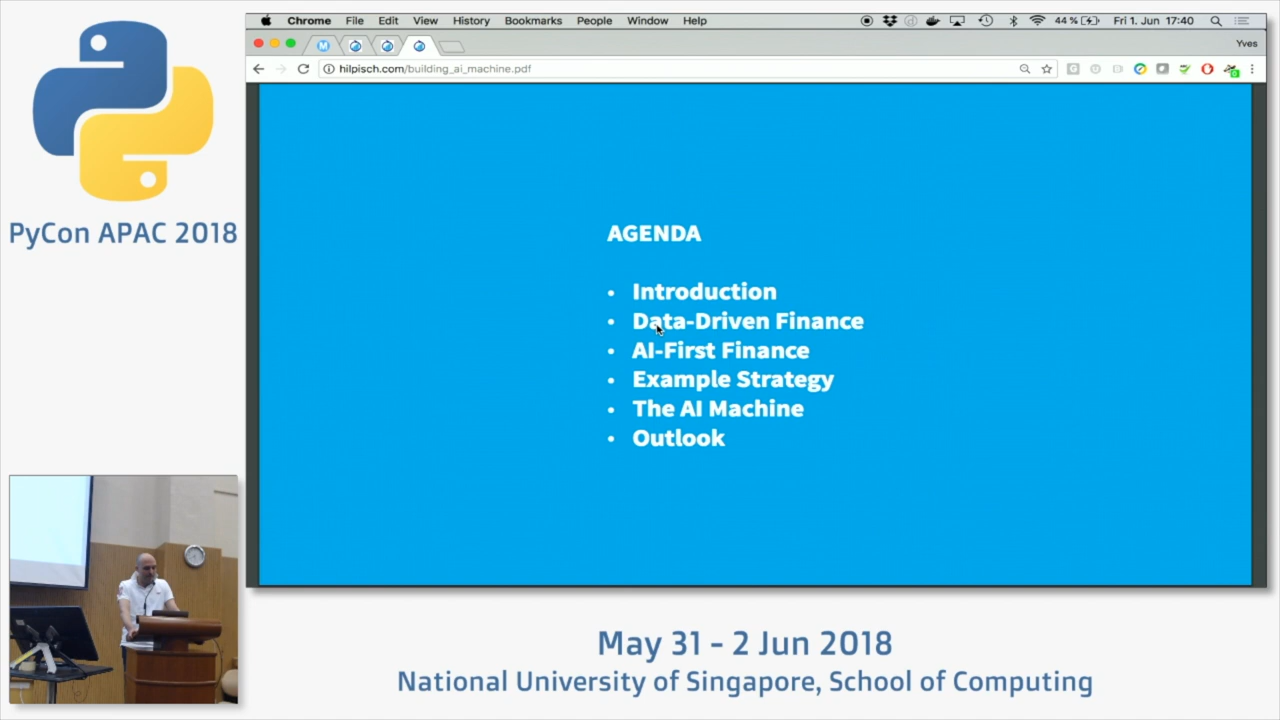 PyCon APAC 2018
Chrome File Edit View History Bookmarks People Window Help 44 % Fri 1. Jun 17:40
Yves
hilpisch.com/building_ai_machine.pdf
AGENDA
• Introduction
• Data-Driven Finance
• AI-First Finance
• Example Strategy
• The AI Machine
• Outlook
May 31 - 2 Jun 2018
National University of Singapore, School of Computing